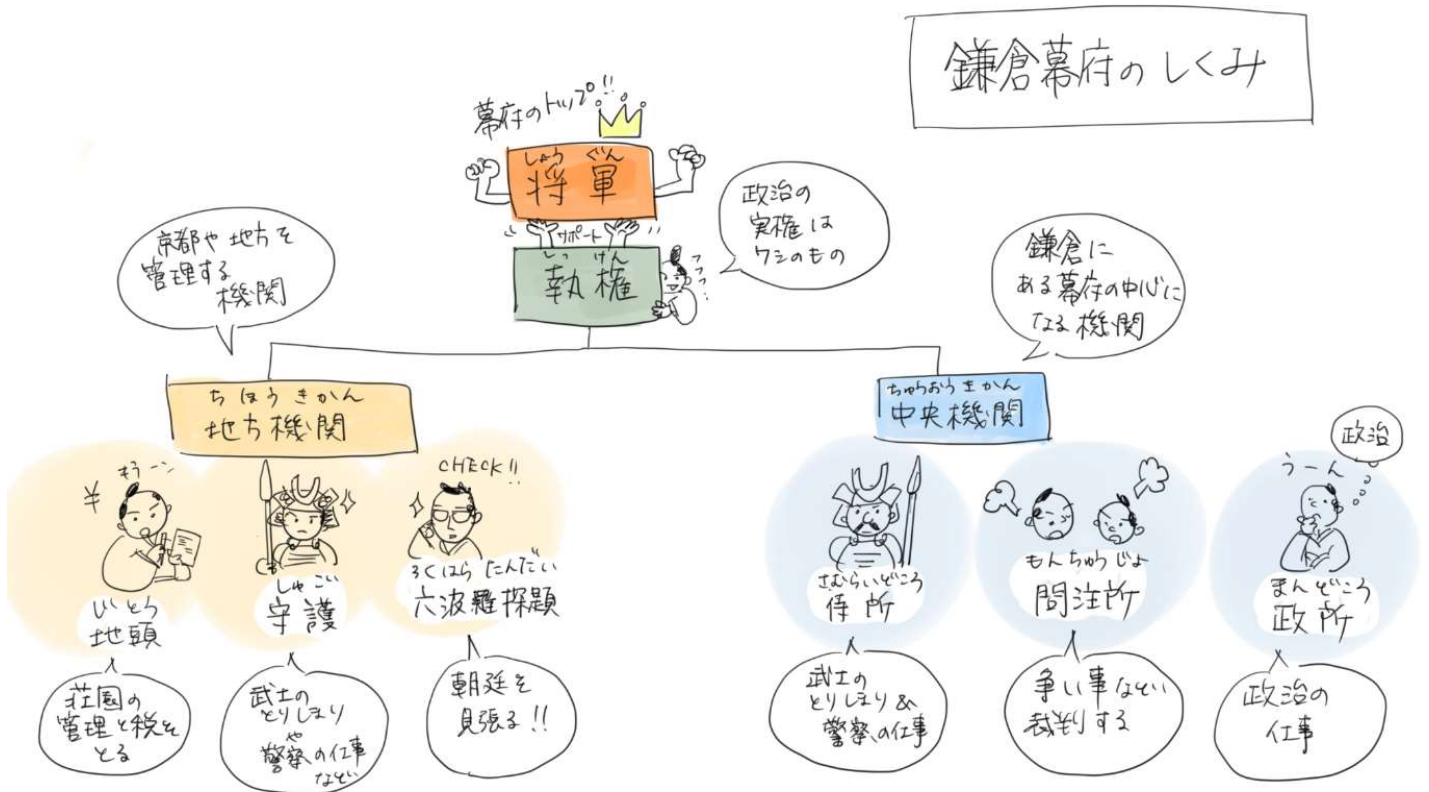 鎌倉幕府のしくみ
幕府のトップ!!
しょう ぐん
将軍
サポート
しっ けん
執権
フフフ…
政治の
実権は
ワシのもの
京都や地方を
管理する
機関
鎌倉に
ある幕府の中心に
なる機関
ちほうきかん
地方機関
ちゅうおうきかん
中央機関
¥
CHECK!!
じとう
地頭
しゅご
守護
ろくはらたんだい
六波羅探題
荘園の
管理と税を
とる
武士の
とりしまり
や
警察の仕事
など
朝廷を
見張る!!
さむらいどころ
侍所
もんちゅうじょ
問注所
うーん
政治
まんどころ
政所
武士の
とりしまり&
警察の仕事
争い事など
裁判する
政治の
仕事